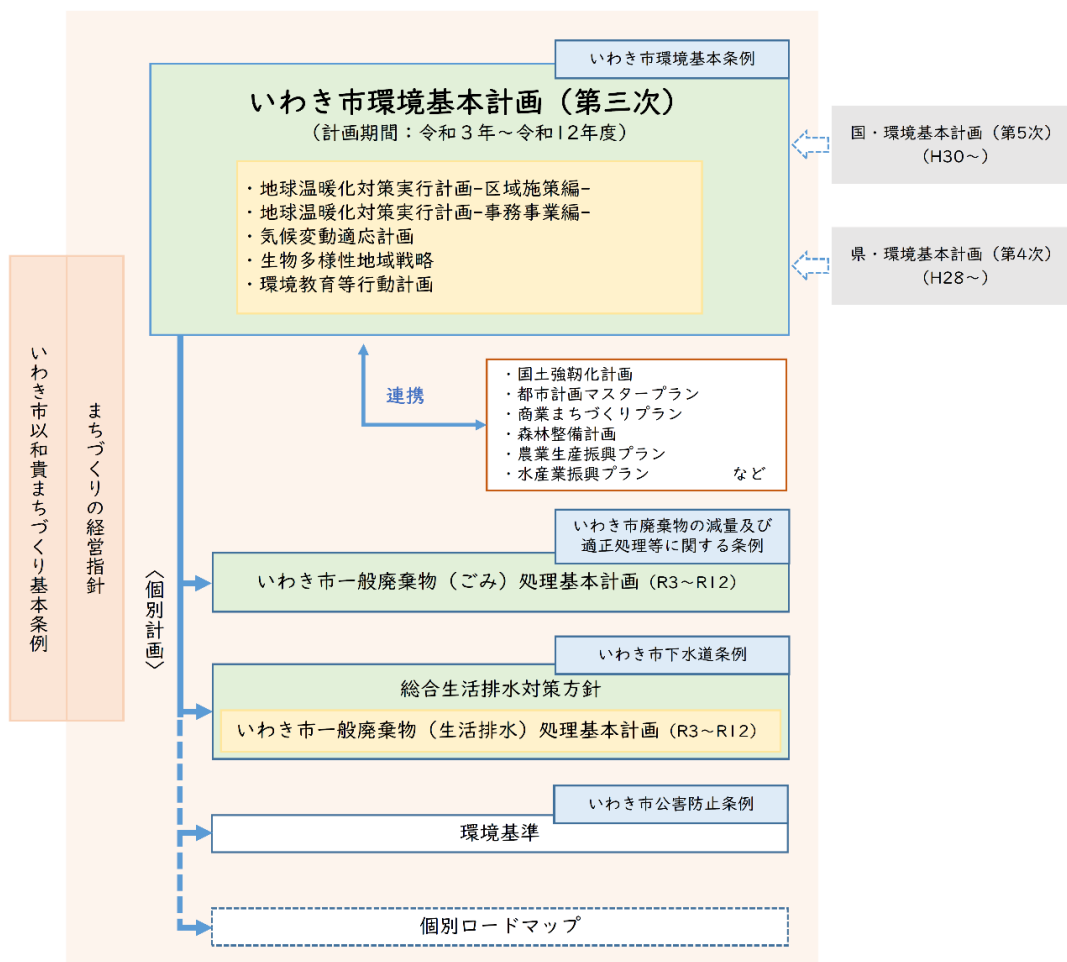 いわき市環境基本条例
いわき市環境基本計画（第三次）
（計画期間：令和３年～令和12年度）
・地球温暖化対策実行計画-区域施策編-
・地球温暖化対策実行計画-事務事業編-
・気候変動適応計画
・生物多様性地域戦略
・環境教育等行動計画
国・環境基本計画（第5次）
（H30～）
県・環境基本計画（第4次）
（H28～）
いわき市以和貴まちづくり基本条例
まちづくりの経営指針
連携
・国土強靭化計画
・都市計画マスタープラン
・商業まちづくりプラン
・森林整備計画
・農業生産振興プラン
・水産業振興プラン　など
〈個別計画〉
いわき市廃棄物の減量及び
適正処理等に関する条例
いわき市一般廃棄物（ごみ）処理基本計画（R3～R12）
いわき市下水道条例
総合生活排水対策方針
いわき市一般廃棄物（生活排水）処理基本計画（R3～R12）
いわき市公害防止条例
環境基準
個別ロードマップ